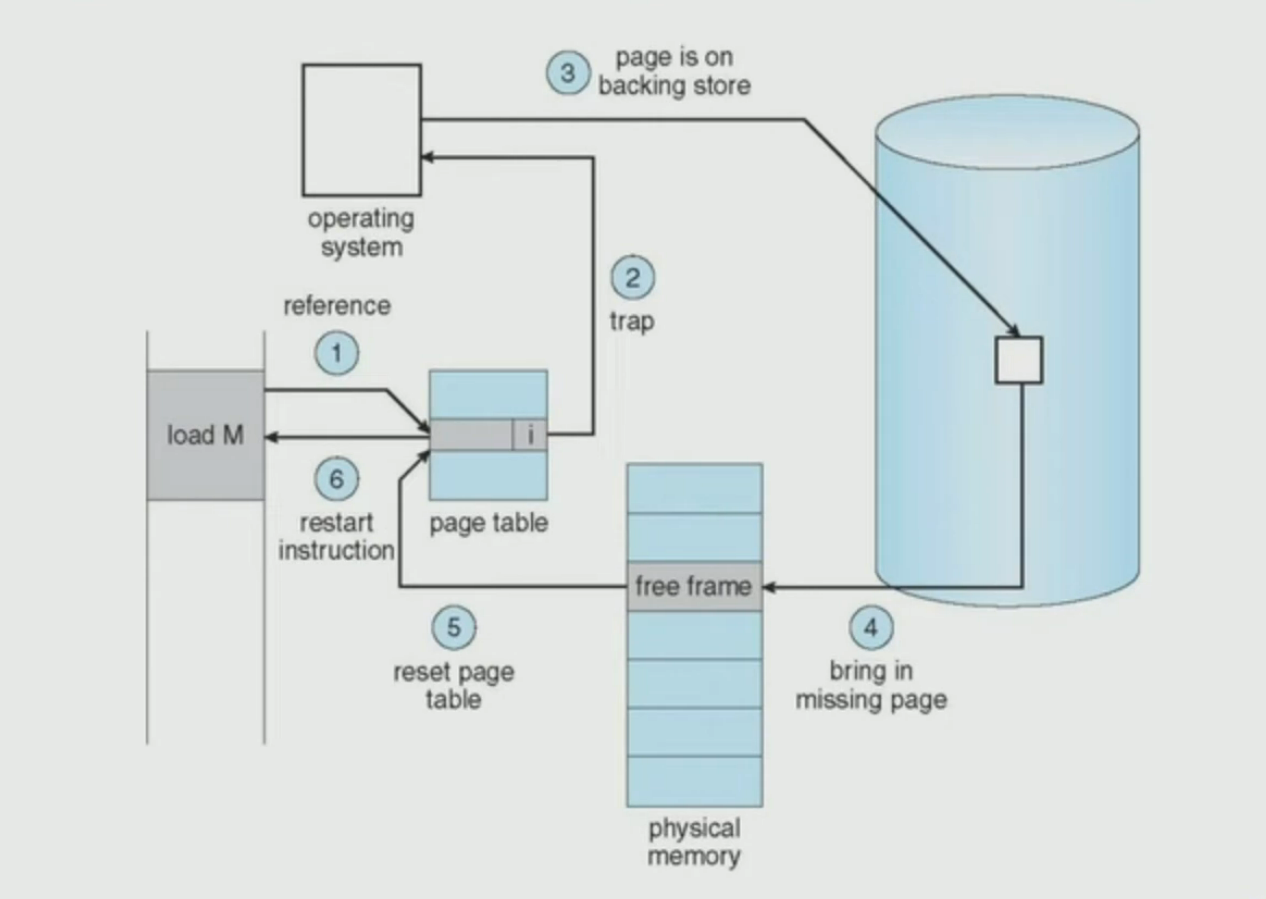 3
page is on
backing store
operating
system
2
trap
reference
1
load M
i
6
restart
instruction
page table
free frame
5
reset page
table
4
bring in
missing page
physical
memory